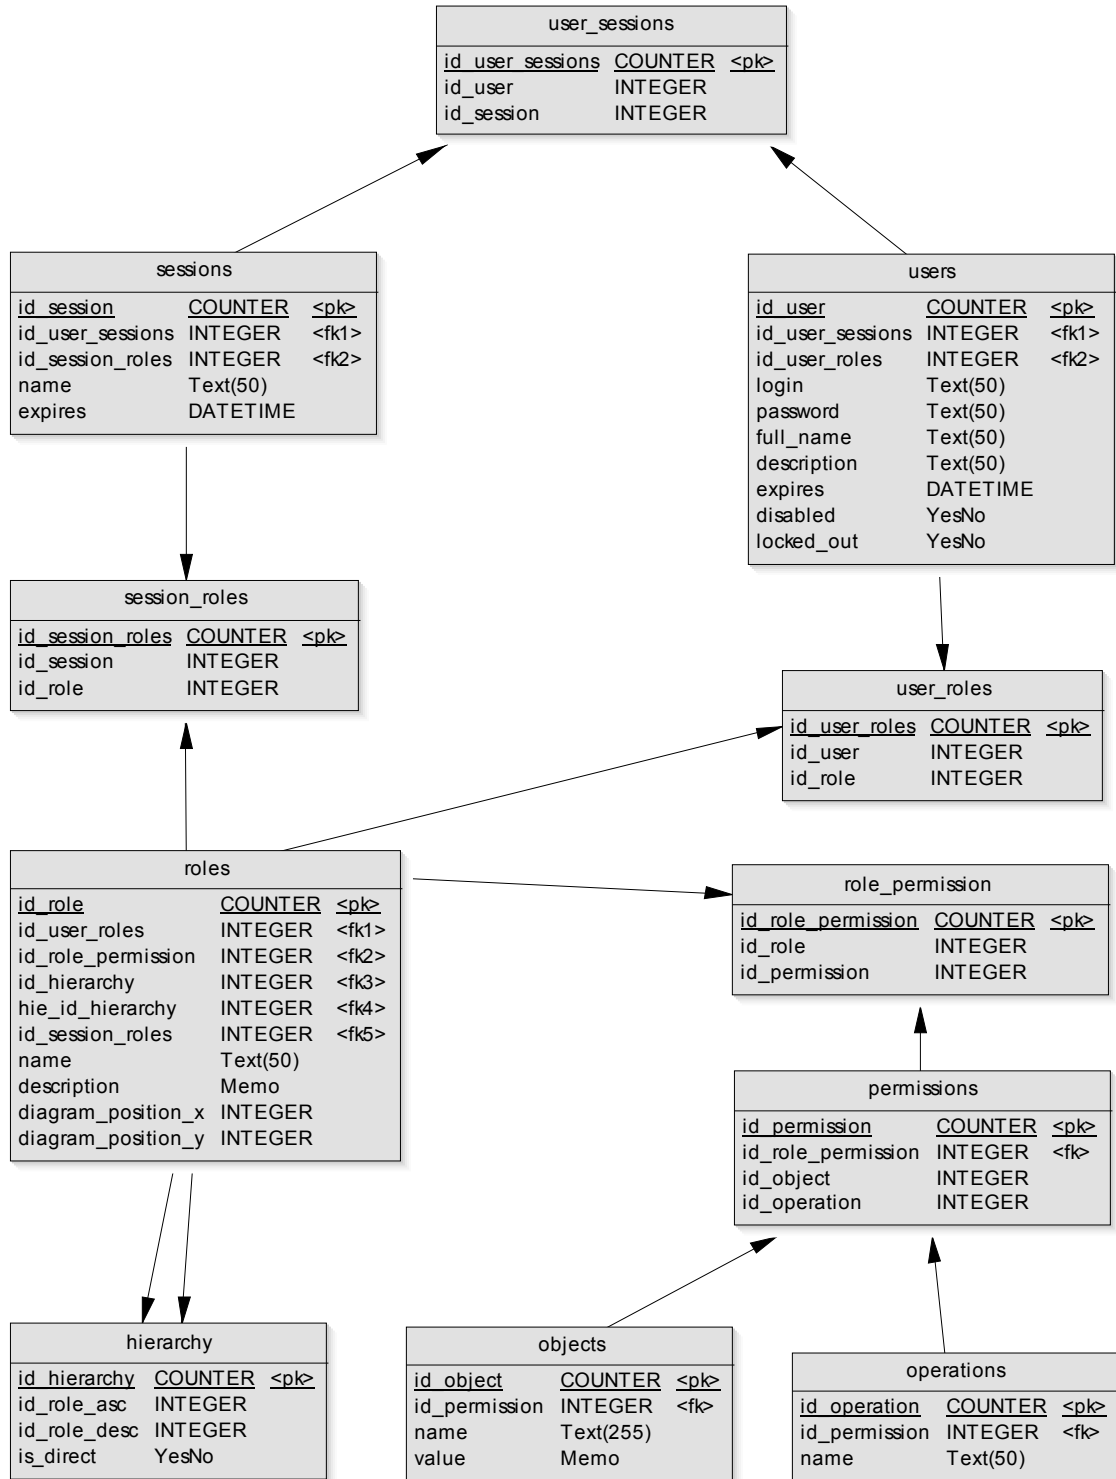 user_sessions
id_user_sessions COUNTER <pk>
id_user INTEGER
id_session INTEGER
sessions
id_session COUNTER <pk>
id_user_sessions INTEGER <fk1>
id_session_roles INTEGER <fk2>
name Text(50)
expires DATETIME
users
id_user COUNTER <pk>
id_user_sessions INTEGER <fk1>
id_user_roles INTEGER <fk2>
login Text(50)
password Text(50)
full_name Text(50)
description Text(50)
expires DATETIME
disabled YesNo
locked_out YesNo
session_roles
id_session_roles COUNTER <pk>
id_session INTEGER
id_role INTEGER
user_roles
id_user_roles COUNTER <pk>
id_user INTEGER
id_role INTEGER
roles
id_role COUNTER <pk>
id_user_roles INTEGER <fk1>
id_role_permission INTEGER <fk2>
id_hierarchy INTEGER <fk3>
hie_id_hierarchy INTEGER <fk4>
id_session_roles INTEGER <fk5>
name Text(50)
description Memo
diagram_position_x INTEGER
diagram_position_y INTEGER
role_permission
id_role_permission COUNTER <pk>
id_role INTEGER
id_permission INTEGER
permissions
id_permission COUNTER <pk>
id_role_permission INTEGER <fk>
id_object INTEGER
id_operation INTEGER
hierarchy
id_hierarchy COUNTER <pk>
id_role_asc INTEGER
id_role_desc INTEGER
is_direct YesNo
objects
id_object COUNTER <pk>
id_permission INTEGER <fk>
name Text(255)
value Memo
operations
id_operation COUNTER <pk>
id_permission INTEGER <fk>
name Text(50)